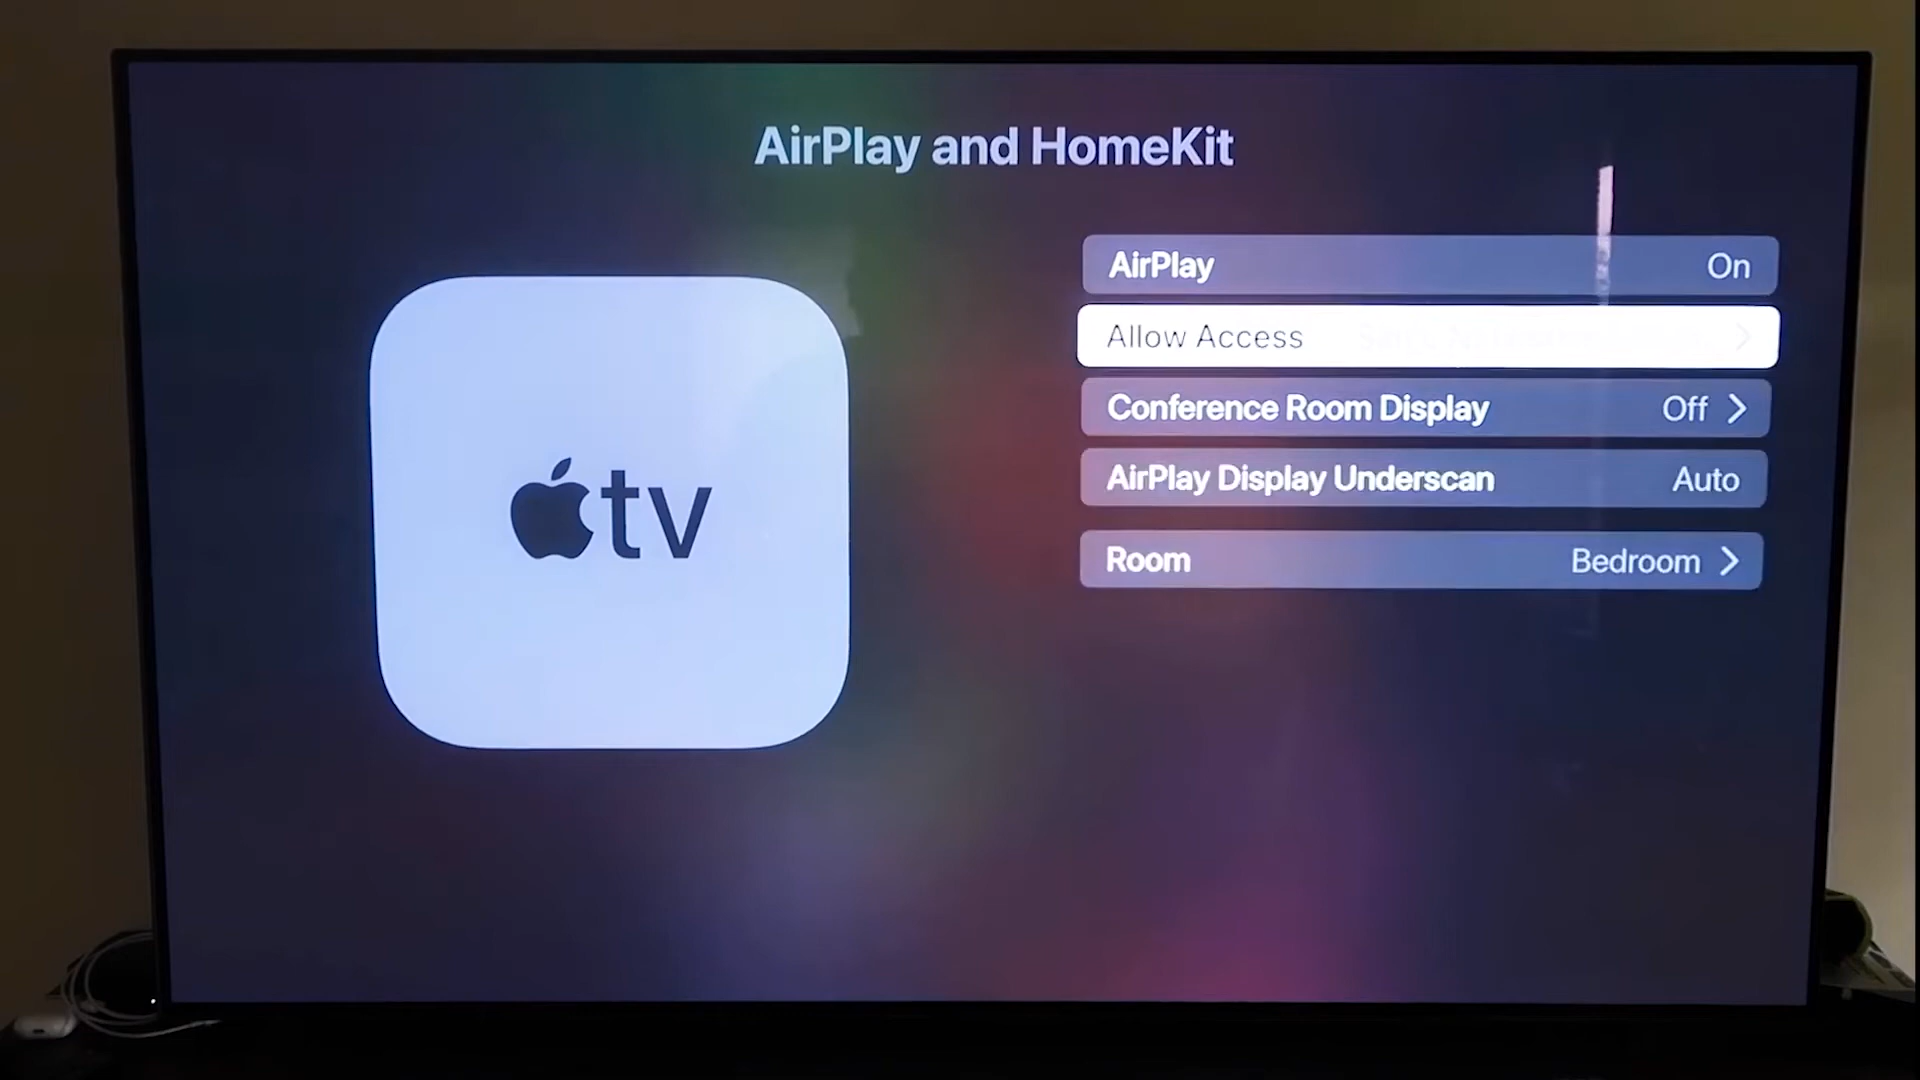 AirPlay and HomeKit
AirPlay On
Allow Access
Conference Room Display Off
AirPlay Display Underscan Auto
Room Bedroom
tv